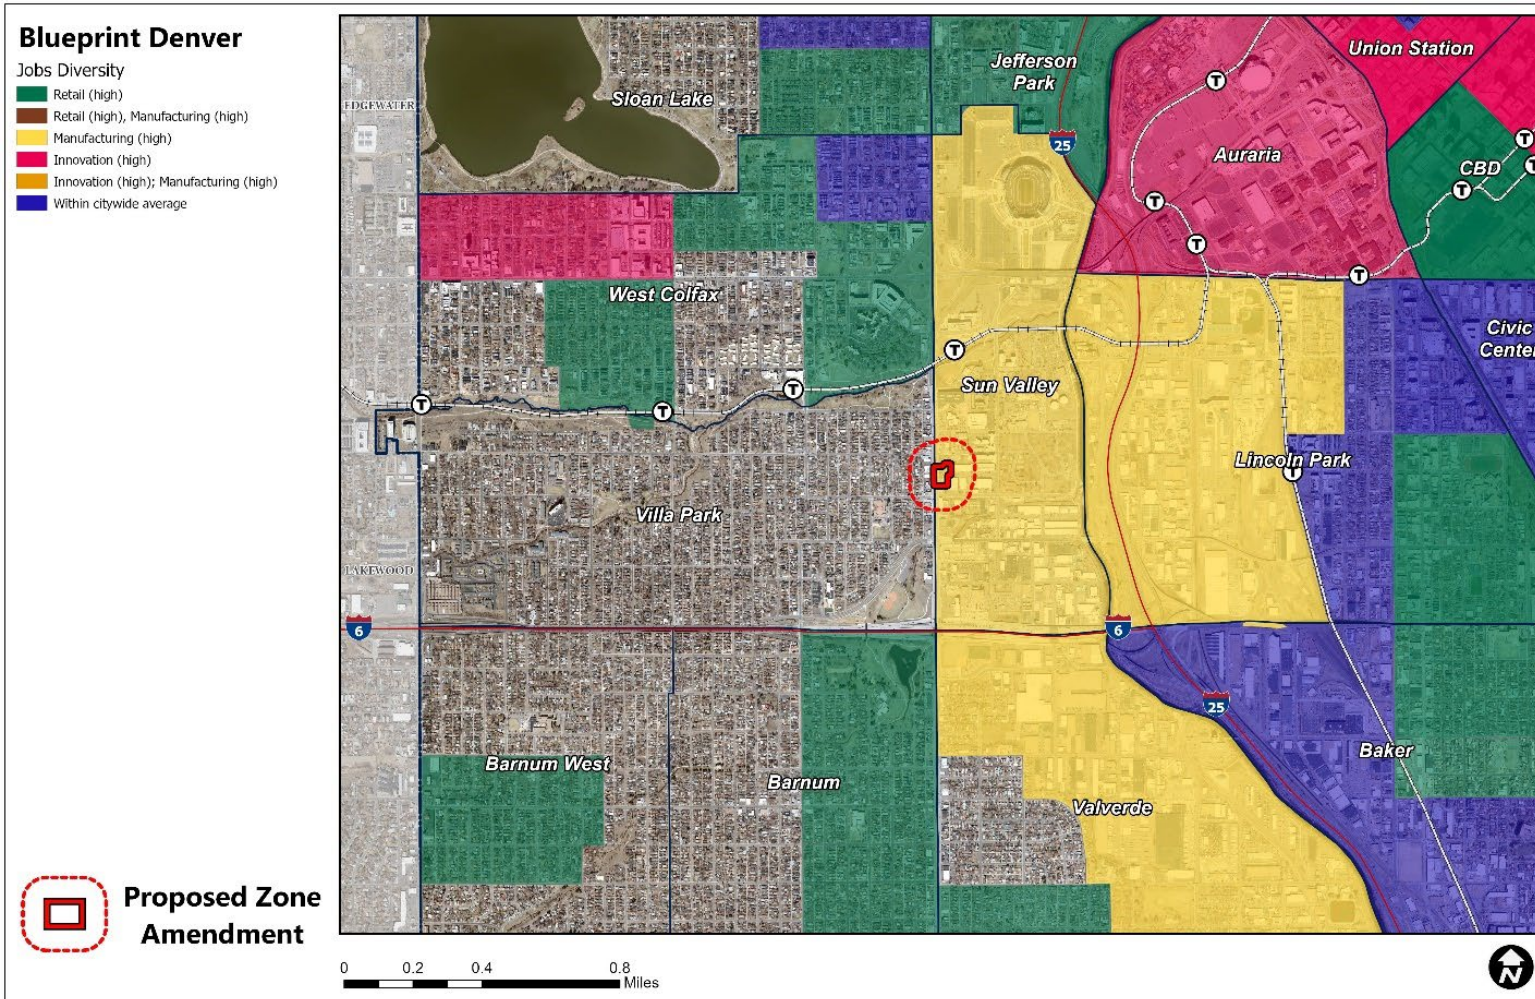 Blueprint Denver
Jobs Diversity
Retail (high)
Retail (high), Manufacturing (high)
Manufacturing (high)
Innovation (high)
Innovation (high); Manufacturing (high)
Within citywide average
Proposed Zone
Amendment
EDGEWATER
Sloan Lake
Jefferson
Park
25
Union Station
Auraria
CBD
T
T
T
T
T
T
T
West Colfax
Civic
Center
T
Sun Valley
T
T
T
Lincoln Park
T
Villa Park
LAKEWOOD
6
6
25
Barnum West
Barnum
Valverde
Baker
0
0.2
0.4
0.8
Miles
N